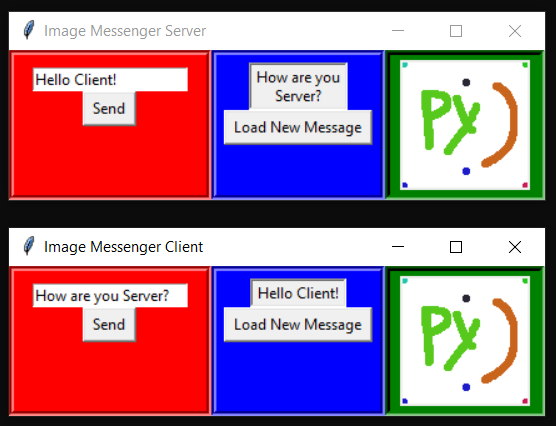 Image Messenger Server
Hello Client!
Send
How are you
Server?
Load New Message
PY
Image Messenger Client
How are you Server?
Send
Hello Client!
Load New Message
PY